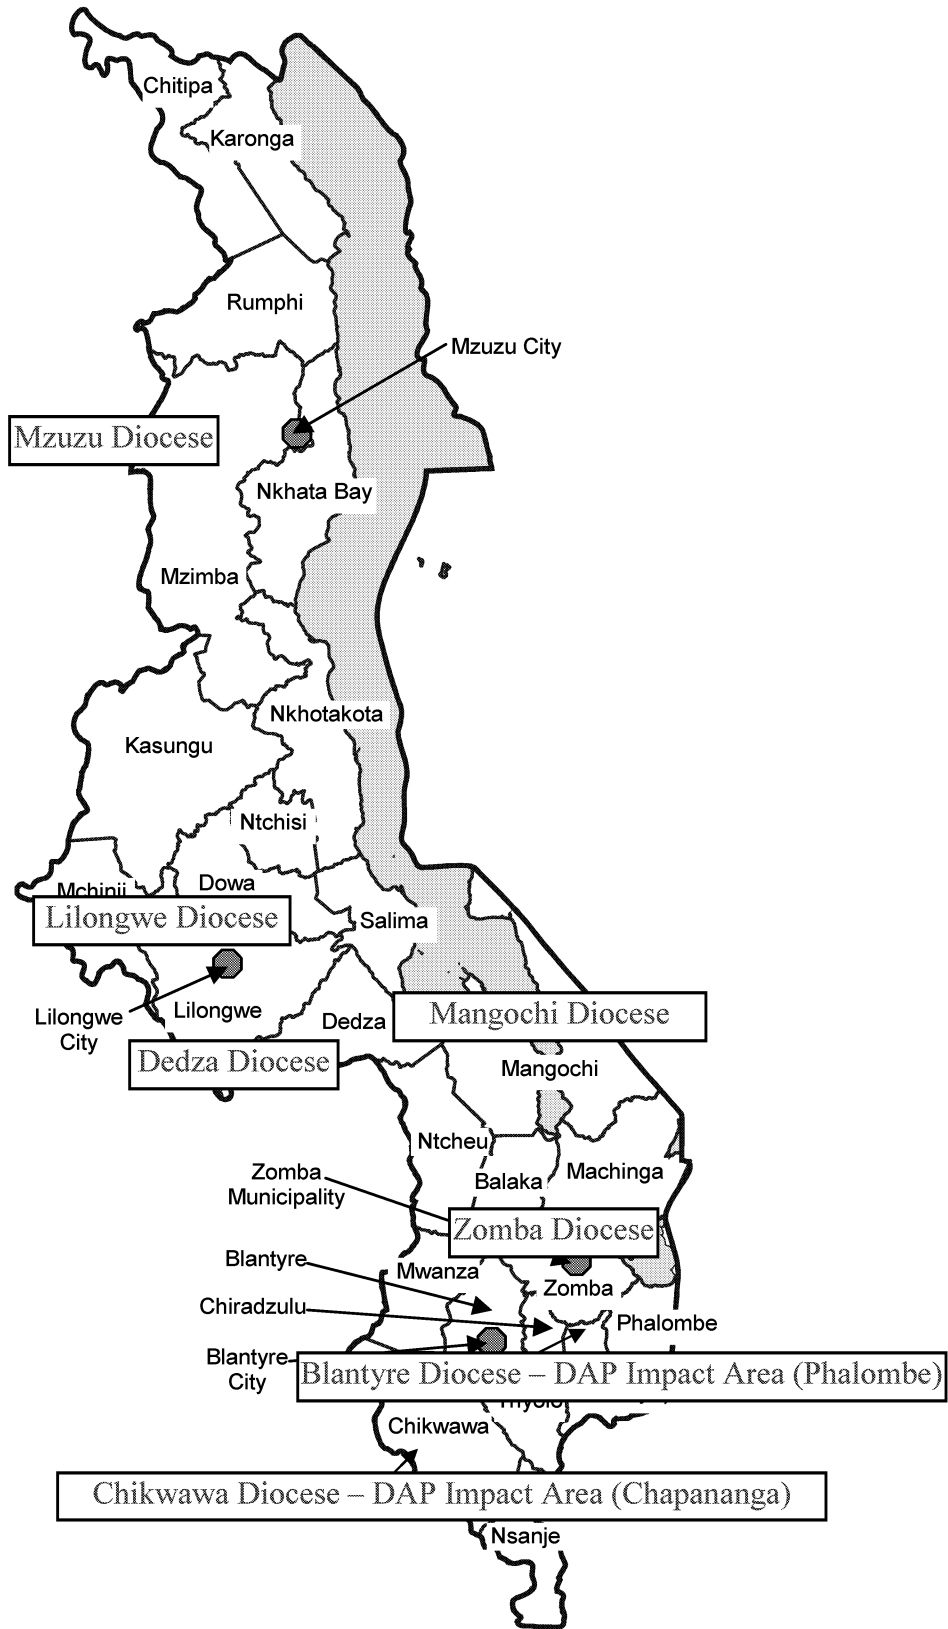 Chitipa
Karonga
Rumphi
Mzuzu City
Mzuzu Diocese
Nkhata Bay
Mzimba
Nkhotakota
Kasungu
Ntchisi
Dowa
Mchinji
Lilongwe Diocese
Salima
Lilongwe
City
Lilongwe
Dedza
Mangochi Diocese
Dedza Diocese
Mangochi
Ntcheu
Zomba
Municipality
Balaka
Machinga
Zomba Diocese
Blantyre
Mwanza
Zomba
Chiradzulu
Phalombe
Blantyre
City
Blantyre Diocese – DAP Impact Area (Phalombe)
Thyolo
Chikwawa
Chikwawa Diocese – DAP Impact Area (Chapananga)
Nsanje